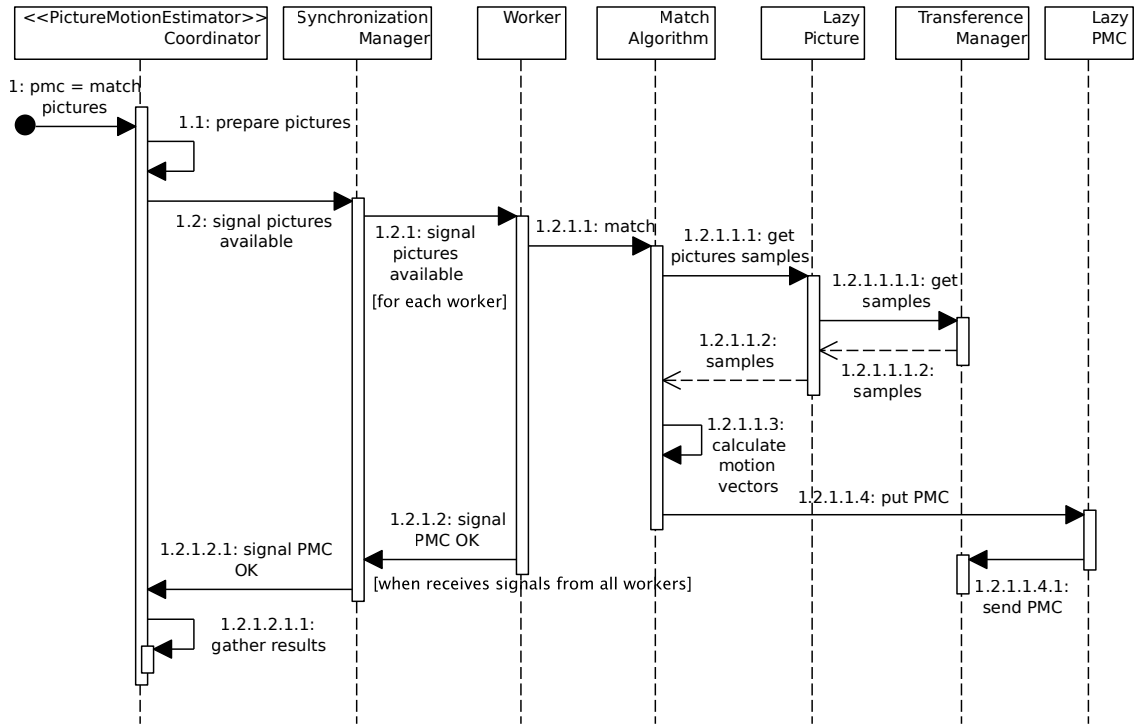 <<PictureMotionEstimator>>
Coordinator
Synchronization
Manager
Worker
Match
Algorithm
Lazy
Picture
Transference
Manager
Lazy
PMC
1: pmc = match
pictures
1.1: prepare pictures
1.2: signal pictures
available
1.2.1: signal
pictures
available
[for each worker]
1.2.1.1: match
1.2.1.1.1: get
pictures samples
1.2.1.1.1.1: get
samples
1.2.1.1.2:
samples
1.2.1.1.1.2:
samples
1.2.1.1.3:
calculate
motion
vectors
1.2.1.1.4: put PMC
1.2.1.2: signal
PMC OK
1.2.1.2.1: signal PMC
OK
[when receives signals from all workers]
1.2.1.1.4.1:
send PMC
1.2.1.2.1.1:
gather results